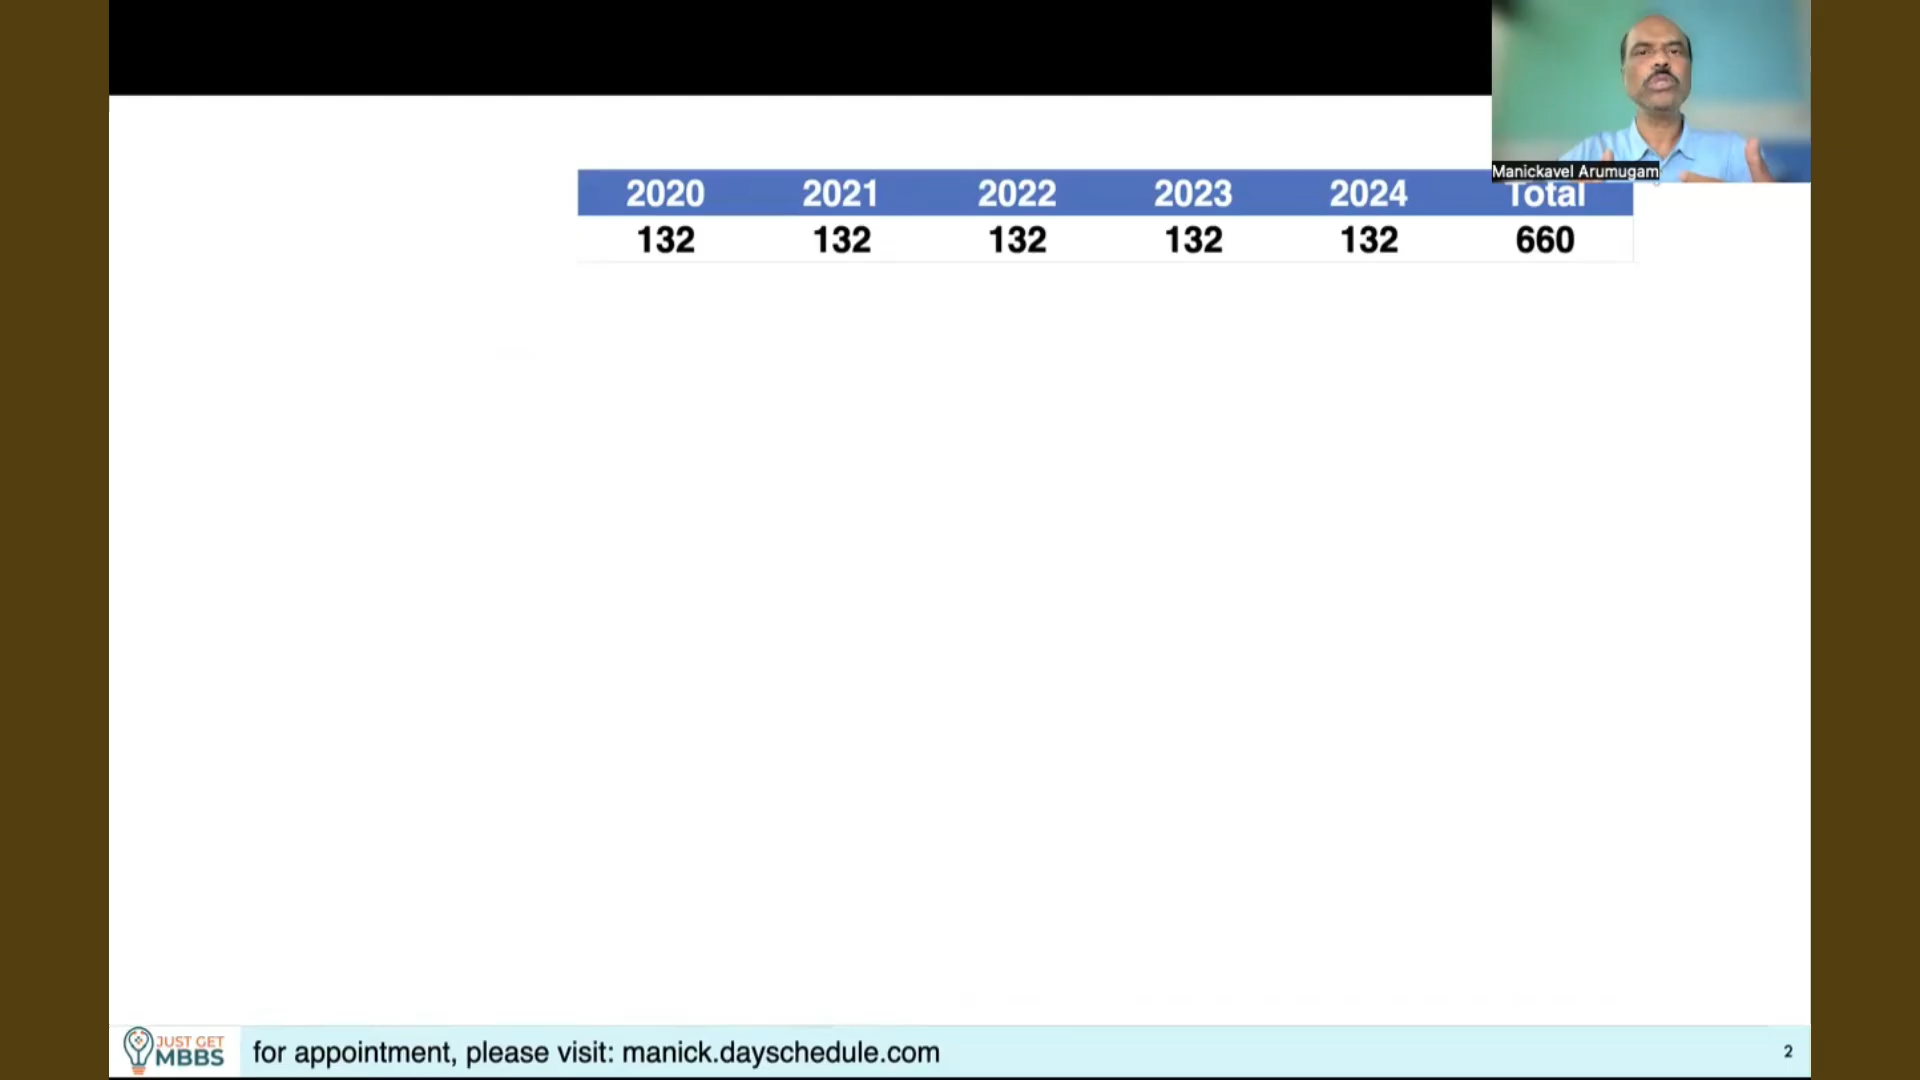 Manickavel Arumugam
2020 2021 2022 2023 2024 Total
132 132 132 132 132 660
JUST GET
MBBS
for appointment, please visit: manick.dayschedule.com
2